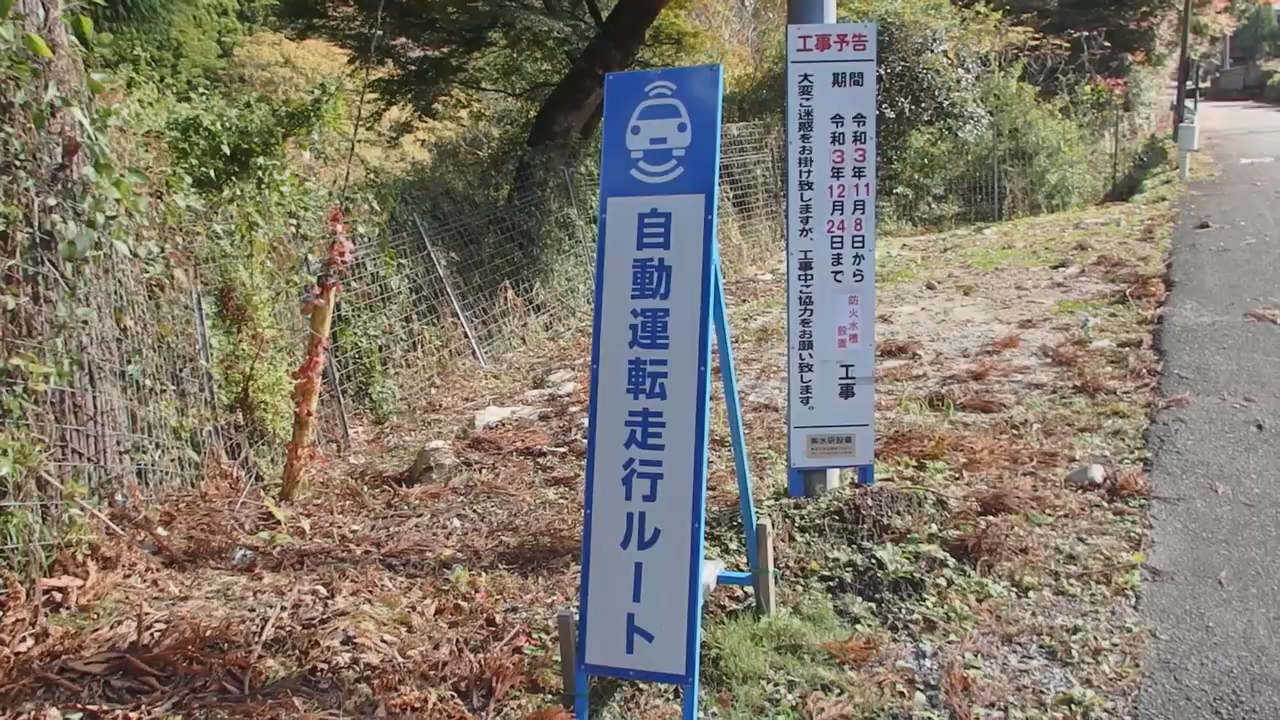 自動運転走行ルート
工事予告
期間
令和3年11月8日から
令和3年12月24日まで
防火水槽
設置
工事
大変ご迷惑をお掛け致しますが、工事中ご協力をお願い致します。